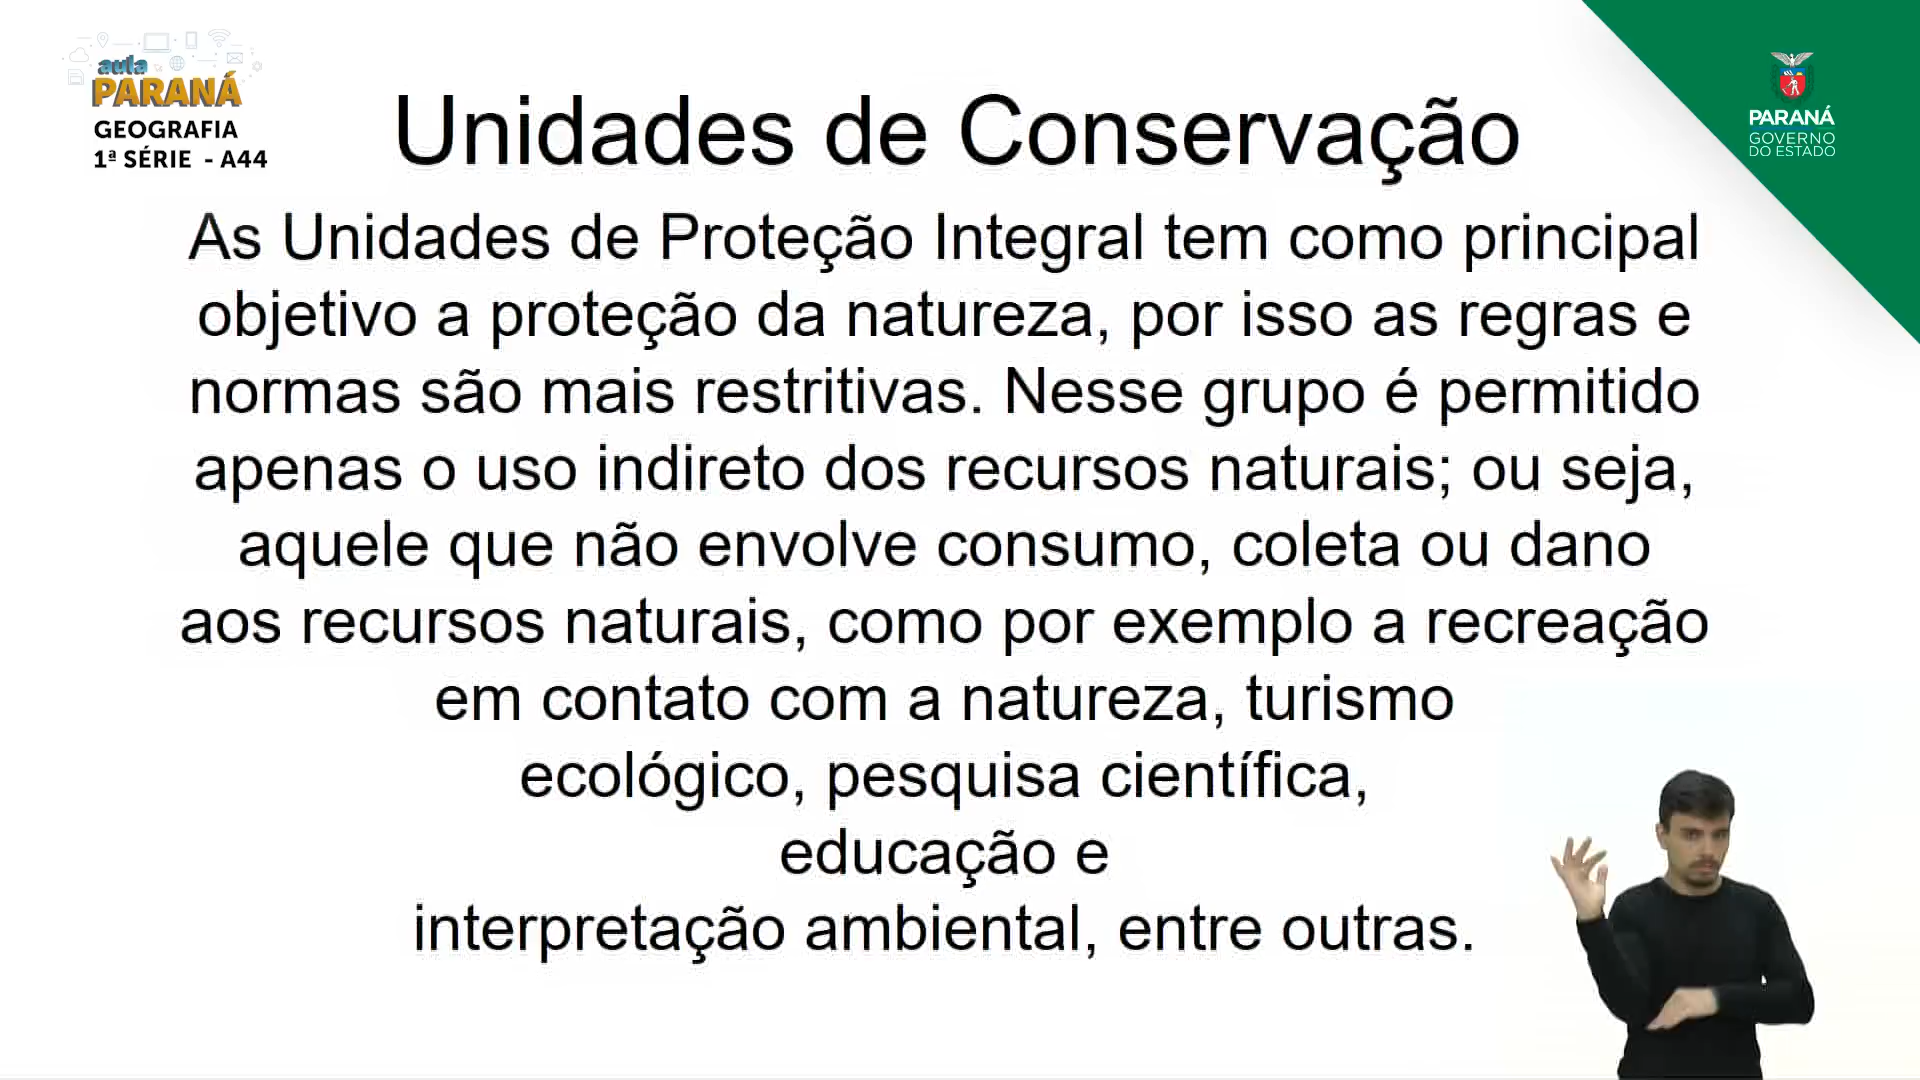 aula
PARANÁ
GEOGRAFIA
1ª SÉRIE - A44
PARANÁ
GOVERNO
DO ESTADO
Unidades de Conservação
As Unidades de Proteção Integral tem como principal
objetivo a proteção da natureza, por isso as regras e
normas são mais restritivas. Nesse grupo é permitido
apenas o uso indireto dos recursos naturais; ou seja,
aquele que não envolve consumo, coleta ou dano
aos recursos naturais, como por exemplo a recreação
em contato com a natureza, turismo
ecológico, pesquisa científica,
educação e
interpretação ambiental, entre outras.